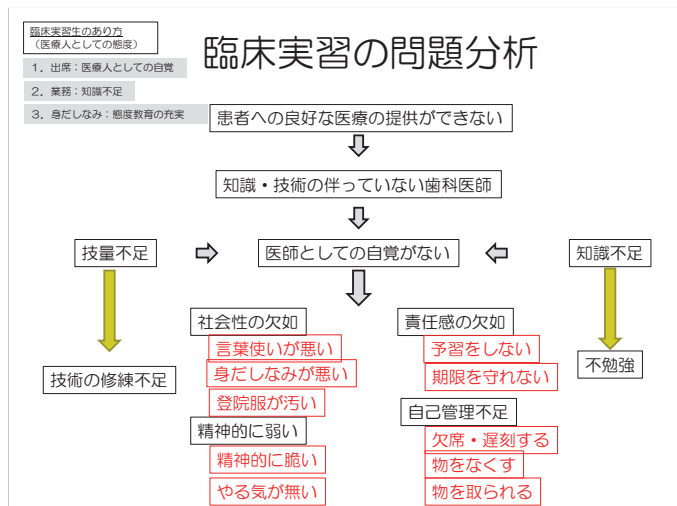 臨床実習生のあり方
(医療人としての態度)
1. 出席：医療人としての自覚
2. 業務：知識不足
3. 身だしなみ：態度教育の充実
臨床実習の問題分析
患者への良好な医療の提供ができない
知識・技術の伴っていない歯科医師
技量不足
医師としての自覚がない
知識不足
社会性の欠如
言葉使いが悪い
身だしなみが悪い
登院服が汚い
精神的に弱い
精神的に脆い
やる気が無い
責任感の欠如
予習をしない
期限を守れない
自己管理不足
欠席・遅刻する
物をなくす
物を取られる
技術の修練不足
不勉強